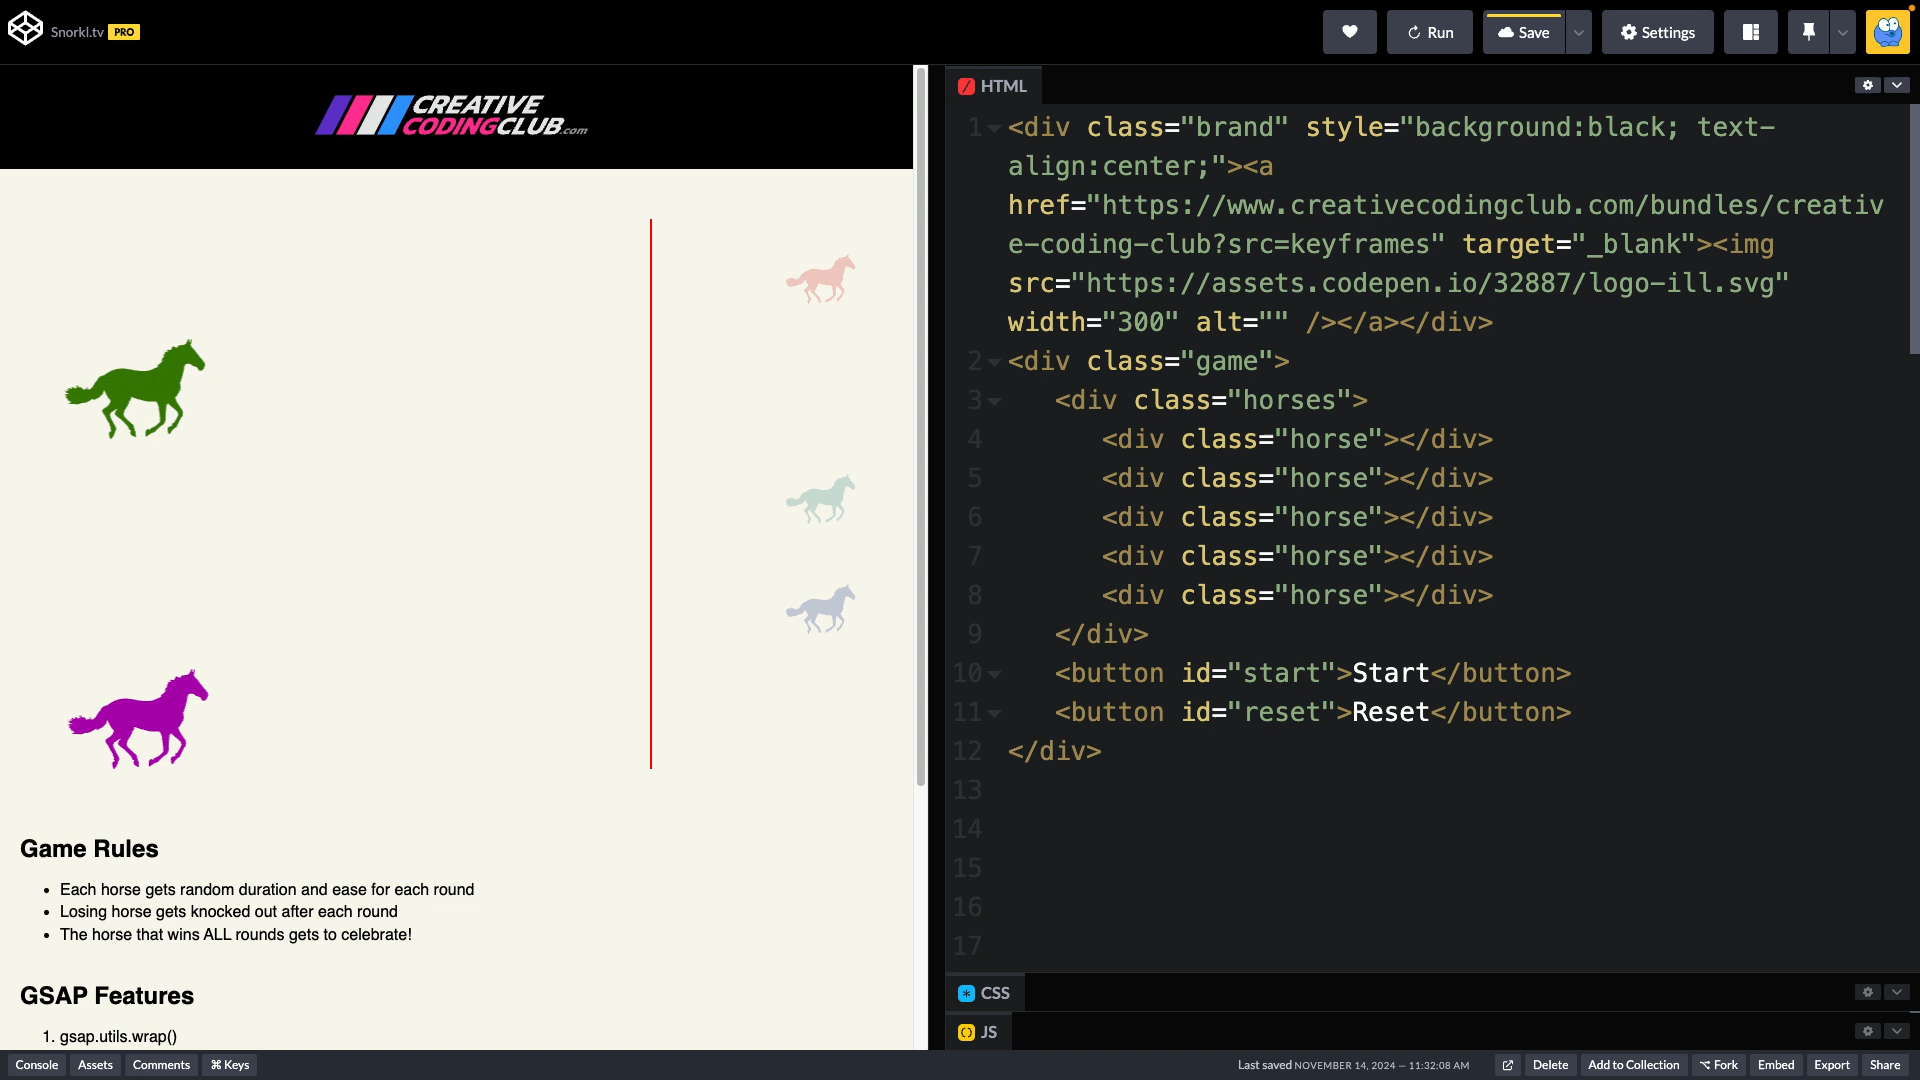 Snorkl.tv PRO
Run
Save
Settings
CREATIVE
CODINGCLUB.com
HTML
1 <div class="brand" style="background:black; text-
align:center;"><a
href="https://www.creativecodingclub.com/bundles/creativ
e-coding-club?src=keyframes" target="_blank"><img
src="https://assets.codepen.io/32887/logo-ill.svg"
width="300" alt="" /></a></div>
2 <div class="game">
3 <div class="horses">
4 <div class="horse"></div>
5 <div class="horse"></div>
6 <div class="horse"></div>
7 <div class="horse"></div>
8 <div class="horse"></div>
9 </div>
10 <button id="start">Start</button>
11 <button id="reset">Reset</button>
12 </div>
13
14
15
16
17
Game Rules
• Each horse gets random duration and ease for each round
• Losing horse gets knocked out after each round
• The horse that wins ALL rounds gets to celebrate!
GSAP Features
1. gsap.utils.wrap()
CSS
JS
Console Assets Comments ⌘ Keys
Last saved NOVEMBER 14, 2024 — 11:32:08 AM
Delete Add to Collection ⌥ Fork Embed Export Share